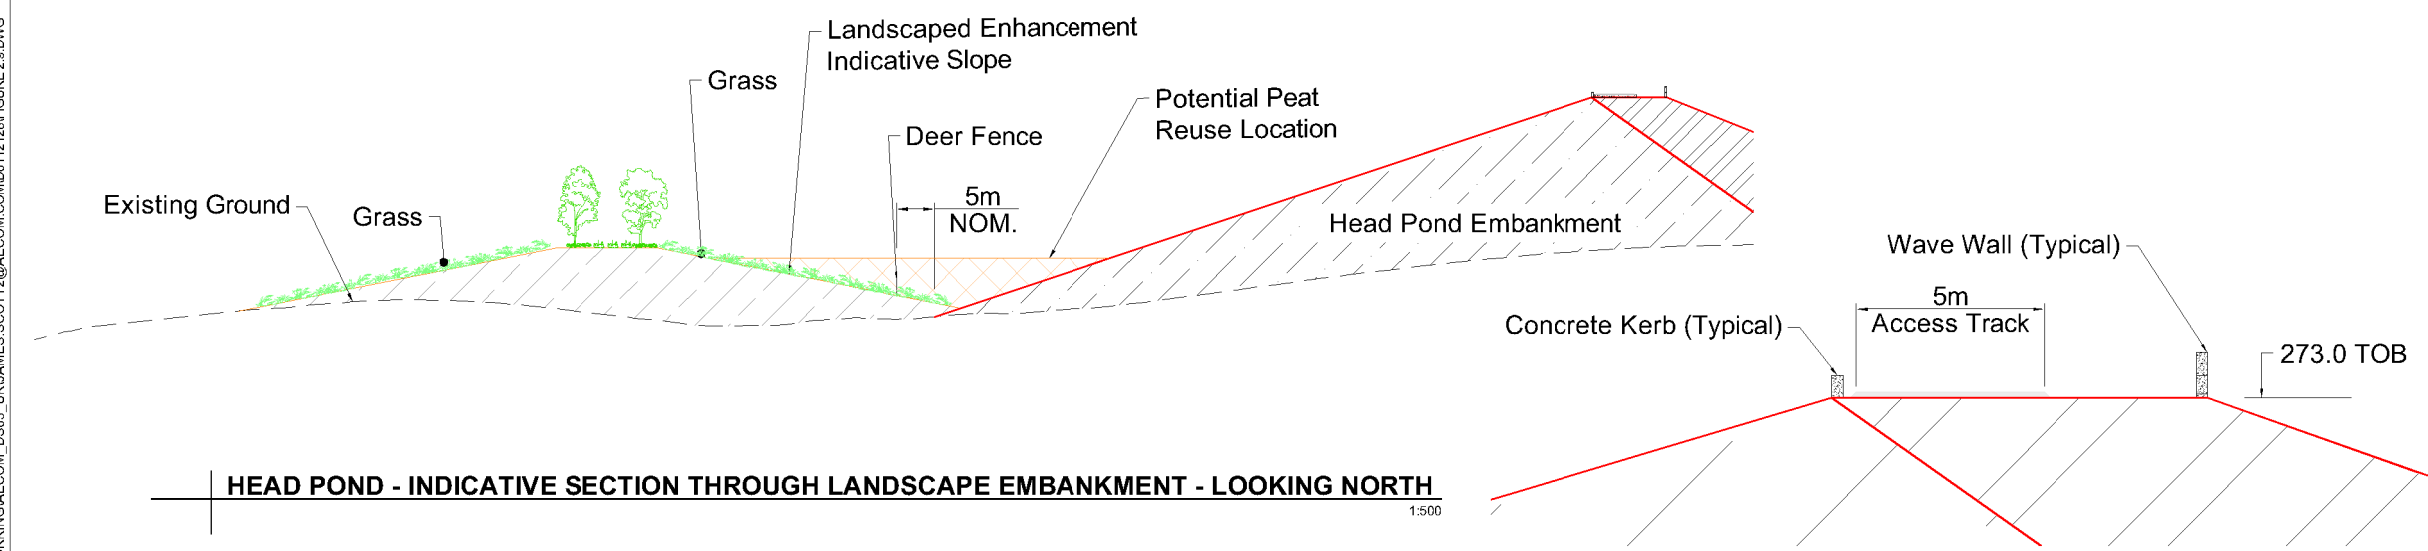 Landscaped Enhancement
Indicative Slope
Grass
Potential Peat
Reuse Location
Deer Fence
Existing Ground
Grass
5m
NOM.
Head Pond Embankment
Wave Wall (Typical)
5m
Access Track
Concrete Kerb (Typical)
273.0 TOB
HEAD POND - INDICATIVE SECTION THROUGH LANDSCAPE EMBANKMENT - LOOKING NORTH
1:500